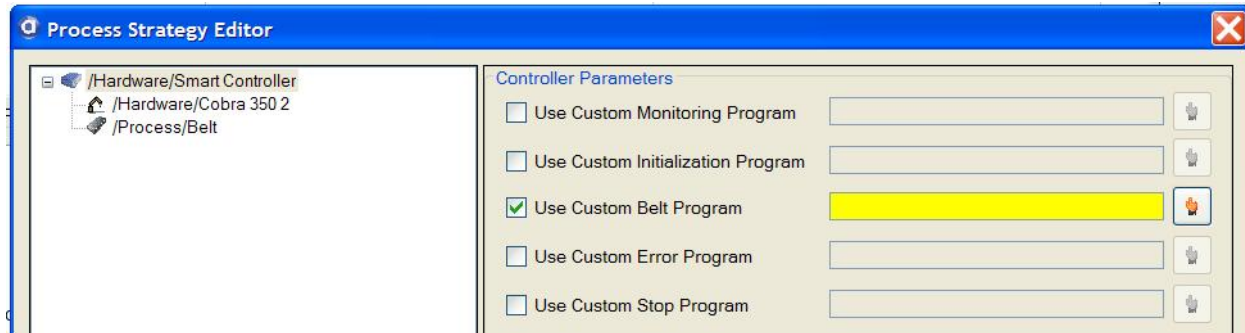 Process Strategy Editor
/Hardware/Smart Controller
/Hardware/Cobra 350 2
/Process/Belt
Controller Parameters
Use Custom Monitoring Program
Use Custom Initialization Program
Use Custom Belt Program
Use Custom Error Program
Use Custom Stop Program